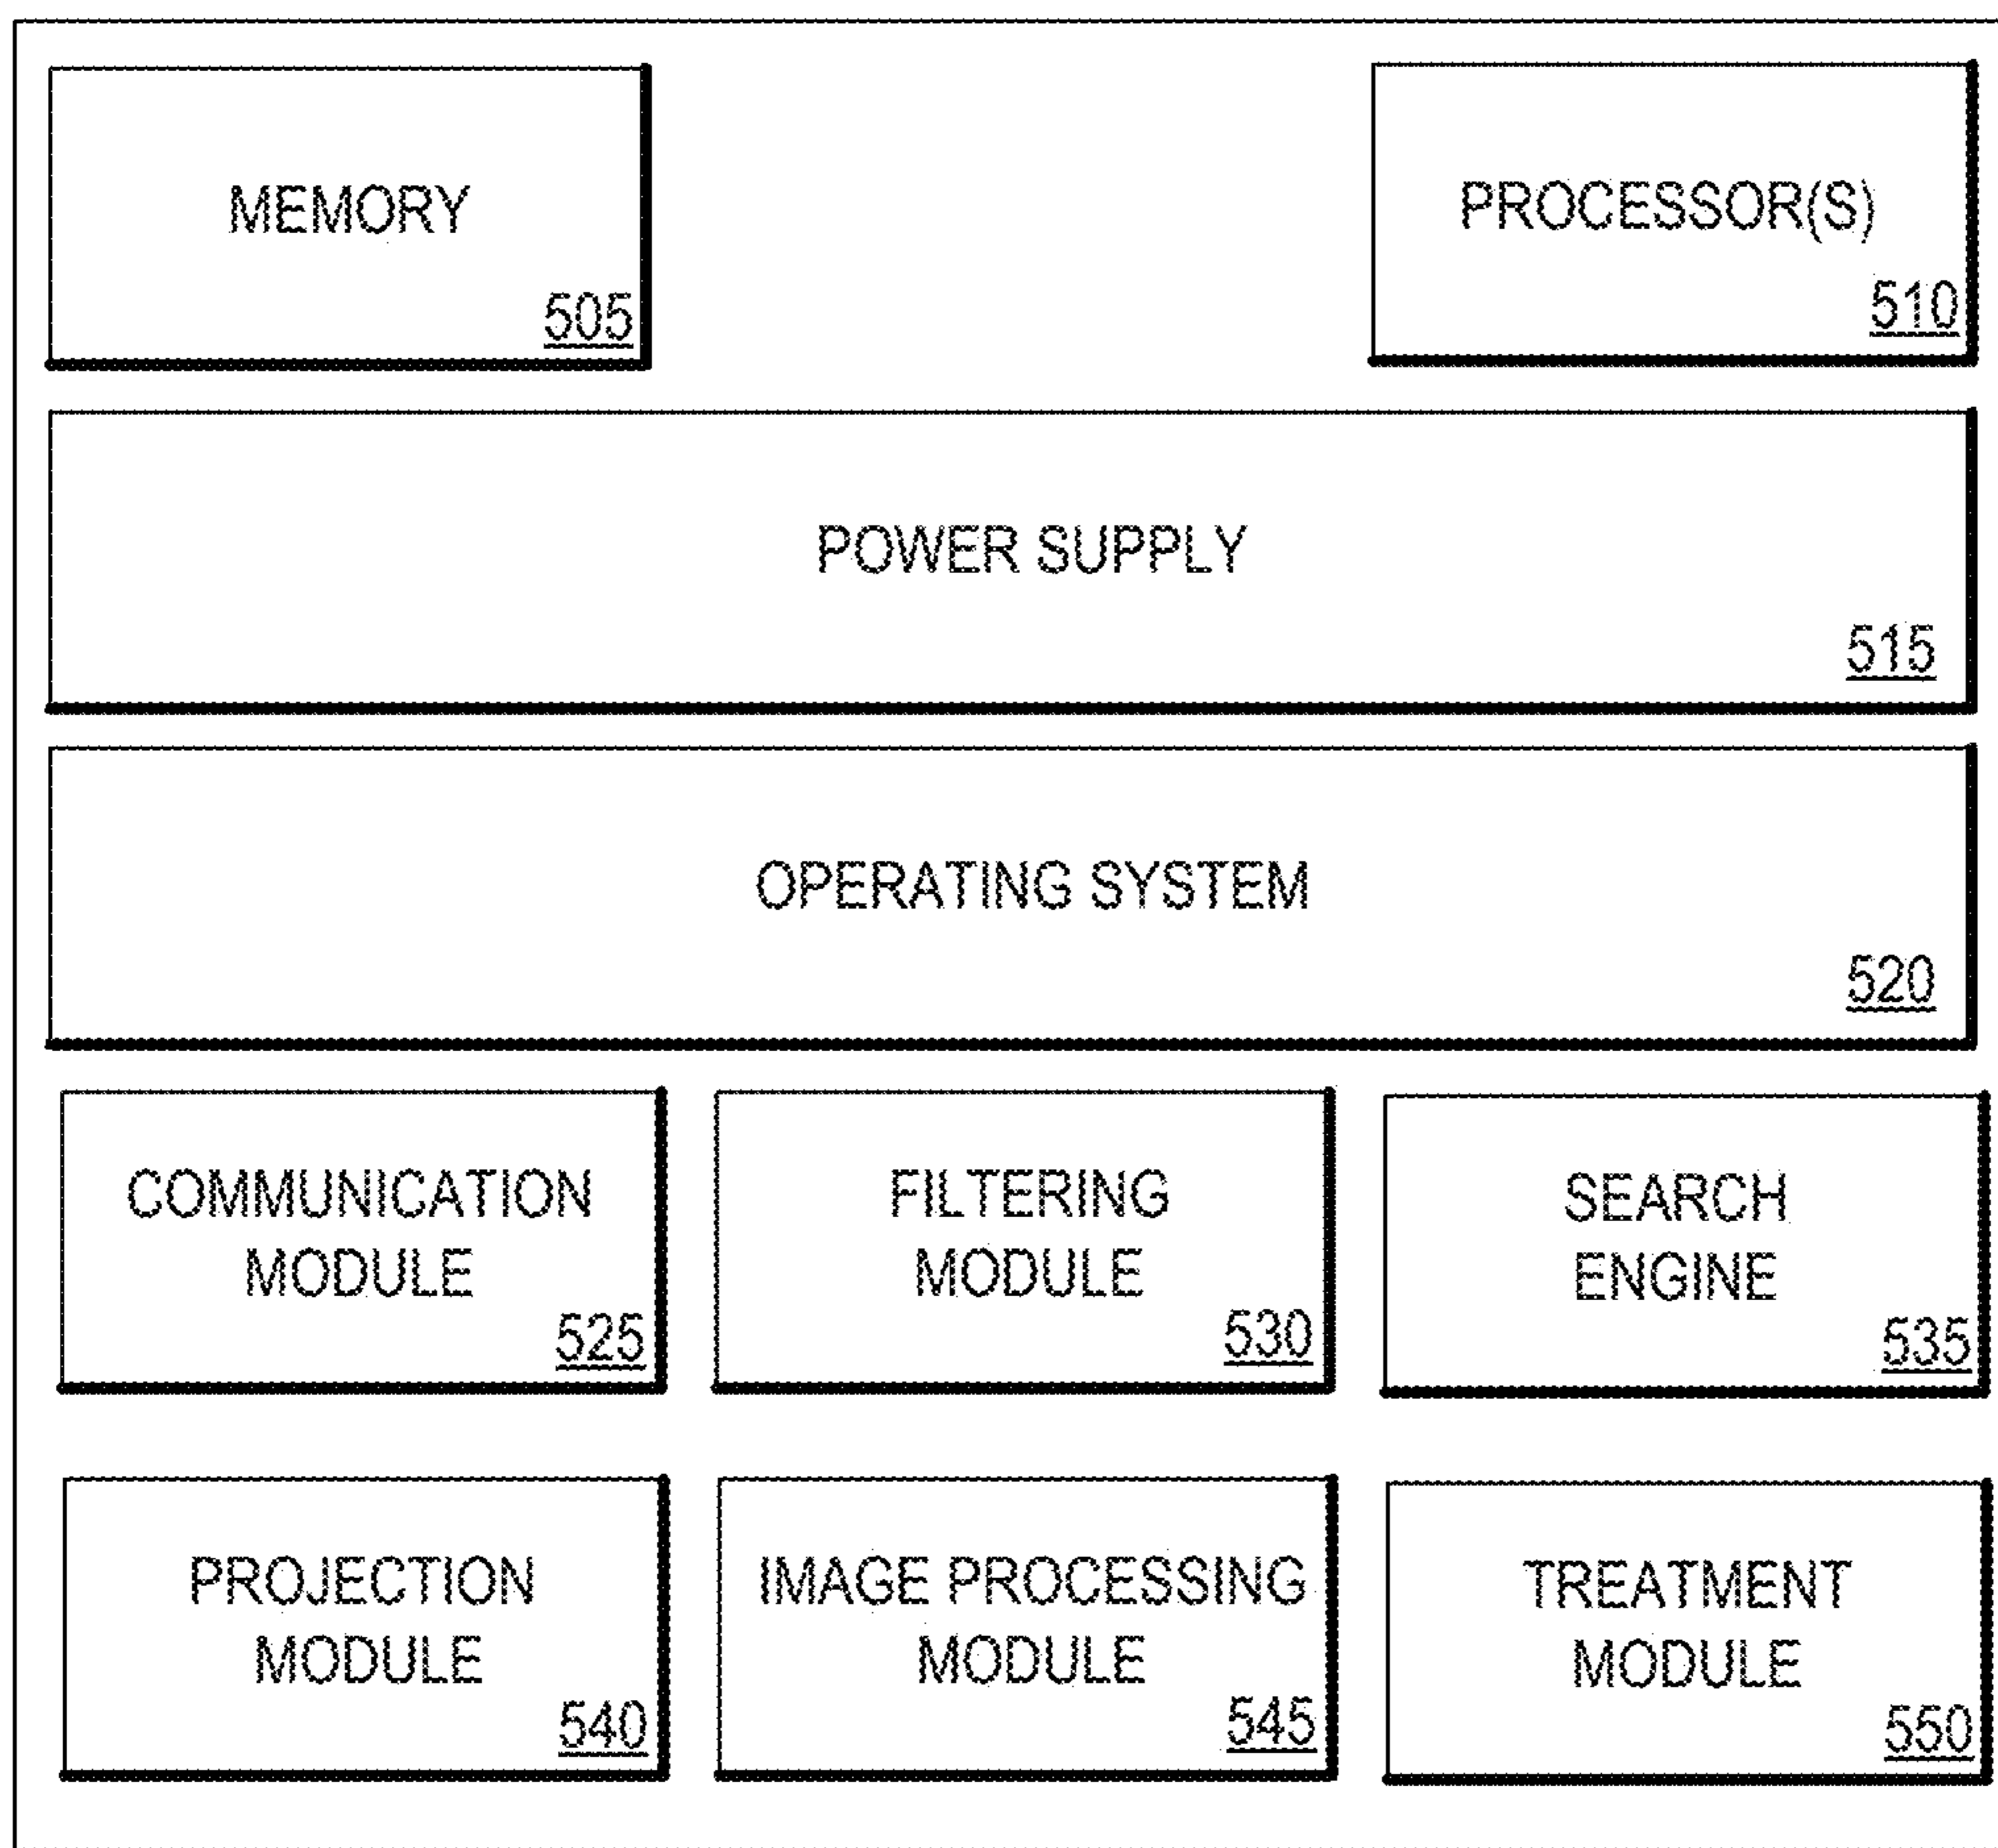 MEMORY
505
PROCESSOR(S)
510
POWER SUPPLY
515
OPERATING SYSTEM
520
COMMUNICATION
MODULE
525
FILTERING
MODULE
530
SEARCH
ENGINE
535
PROJECTION
MODULE
540
IMAGE PROCESSING
MODULE
545
TREATMENT
MODULE
550